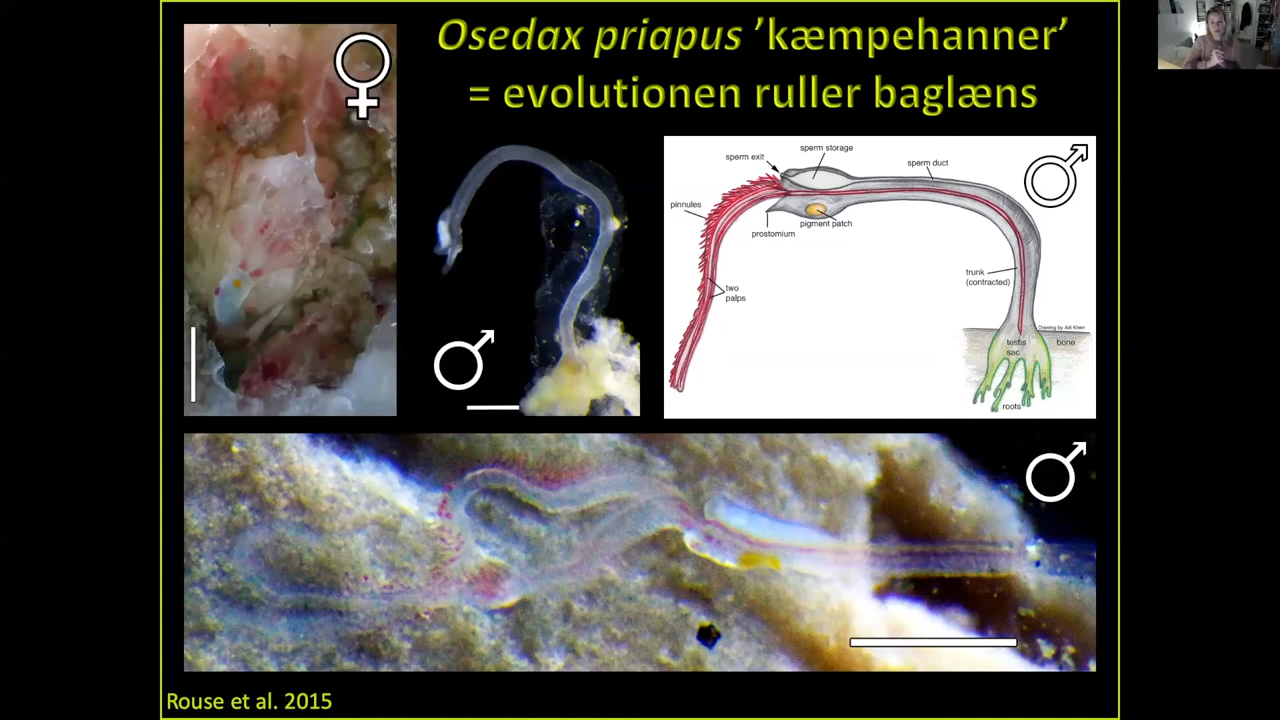 Osedax priapus ’kæmpehanner’
= evolutionen ruller baglæns
sperm storage
sperm exit
sperm duct
pinnules
pigment patch
prostomium
two
palps
trunk
(contracted)
Drawing by Adi Khen
testis
sac
bone
roots
Rouse et al. 2015